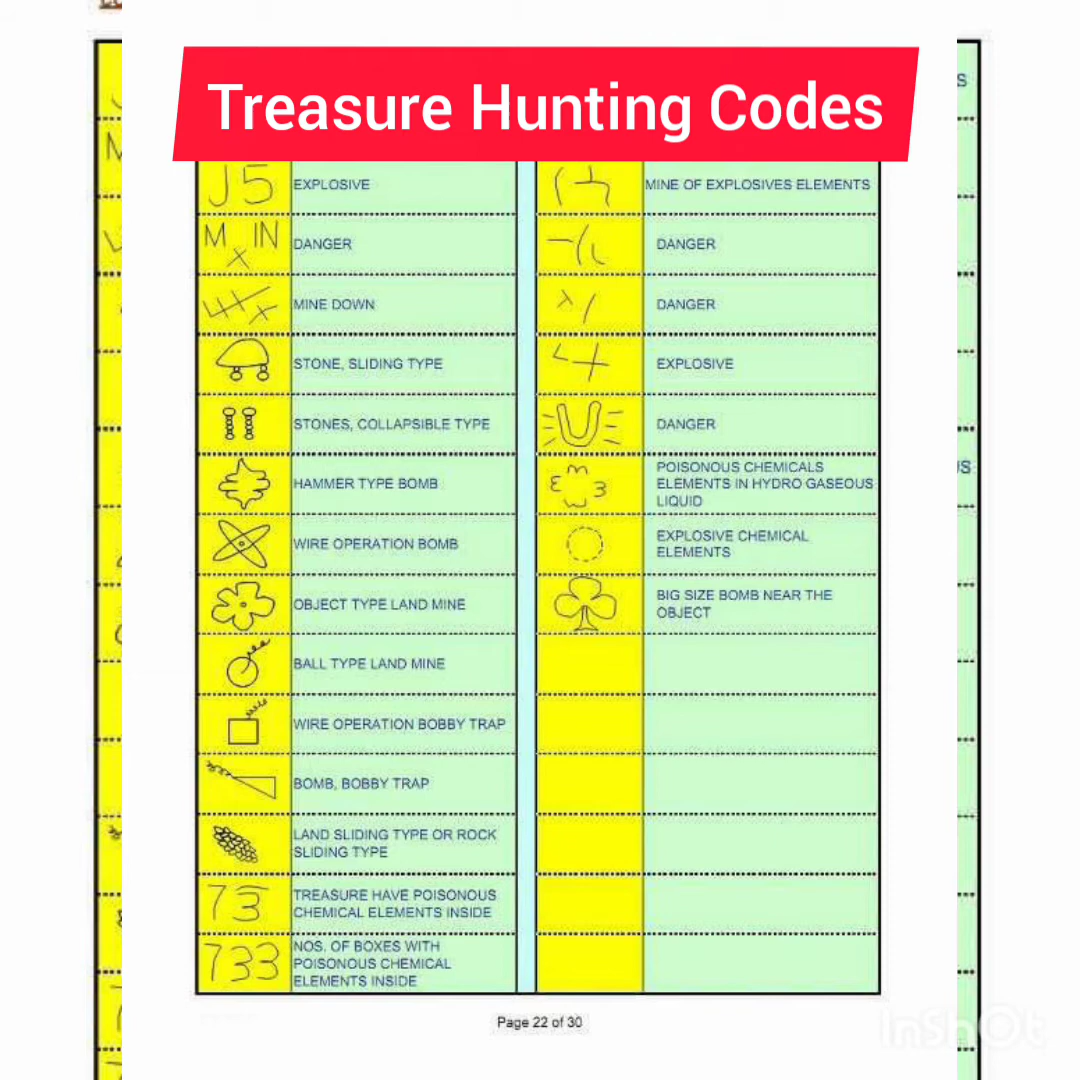 Treasure Hunting Codes
J5 EXPLOSIVE
MINE OF EXPLOSIVES ELEMENTS
M IN
X
DANGER
DANGER
MINE DOWN
DANGER
STONE, SLIDING TYPE
EXPLOSIVE
STONES, COLLAPSIBLE TYPE
DANGER
HAMMER TYPE BOMB
POISONOUS CHEMICALS
ELEMENTS IN HYDRO GASEOUS
LIQUID
WIRE OPERATION BOMB
EXPLOSIVE CHEMICAL
ELEMENTS
OBJECT TYPE LAND MINE
BIG SIZE BOMB NEAR THE
OBJECT
BALL TYPE LAND MINE
WIRE OPERATION BOBBY TRAP
BOMB, BOBBY TRAP
LAND SLIDING TYPE OR ROCK
SLIDING TYPE
73 TREASURE HAVE POISONOUS
CHEMICAL ELEMENTS INSIDE
733 NOS. OF BOXES WITH
POISONOUS CHEMICAL
ELEMENTS INSIDE
Page 22 of 30
InShOt